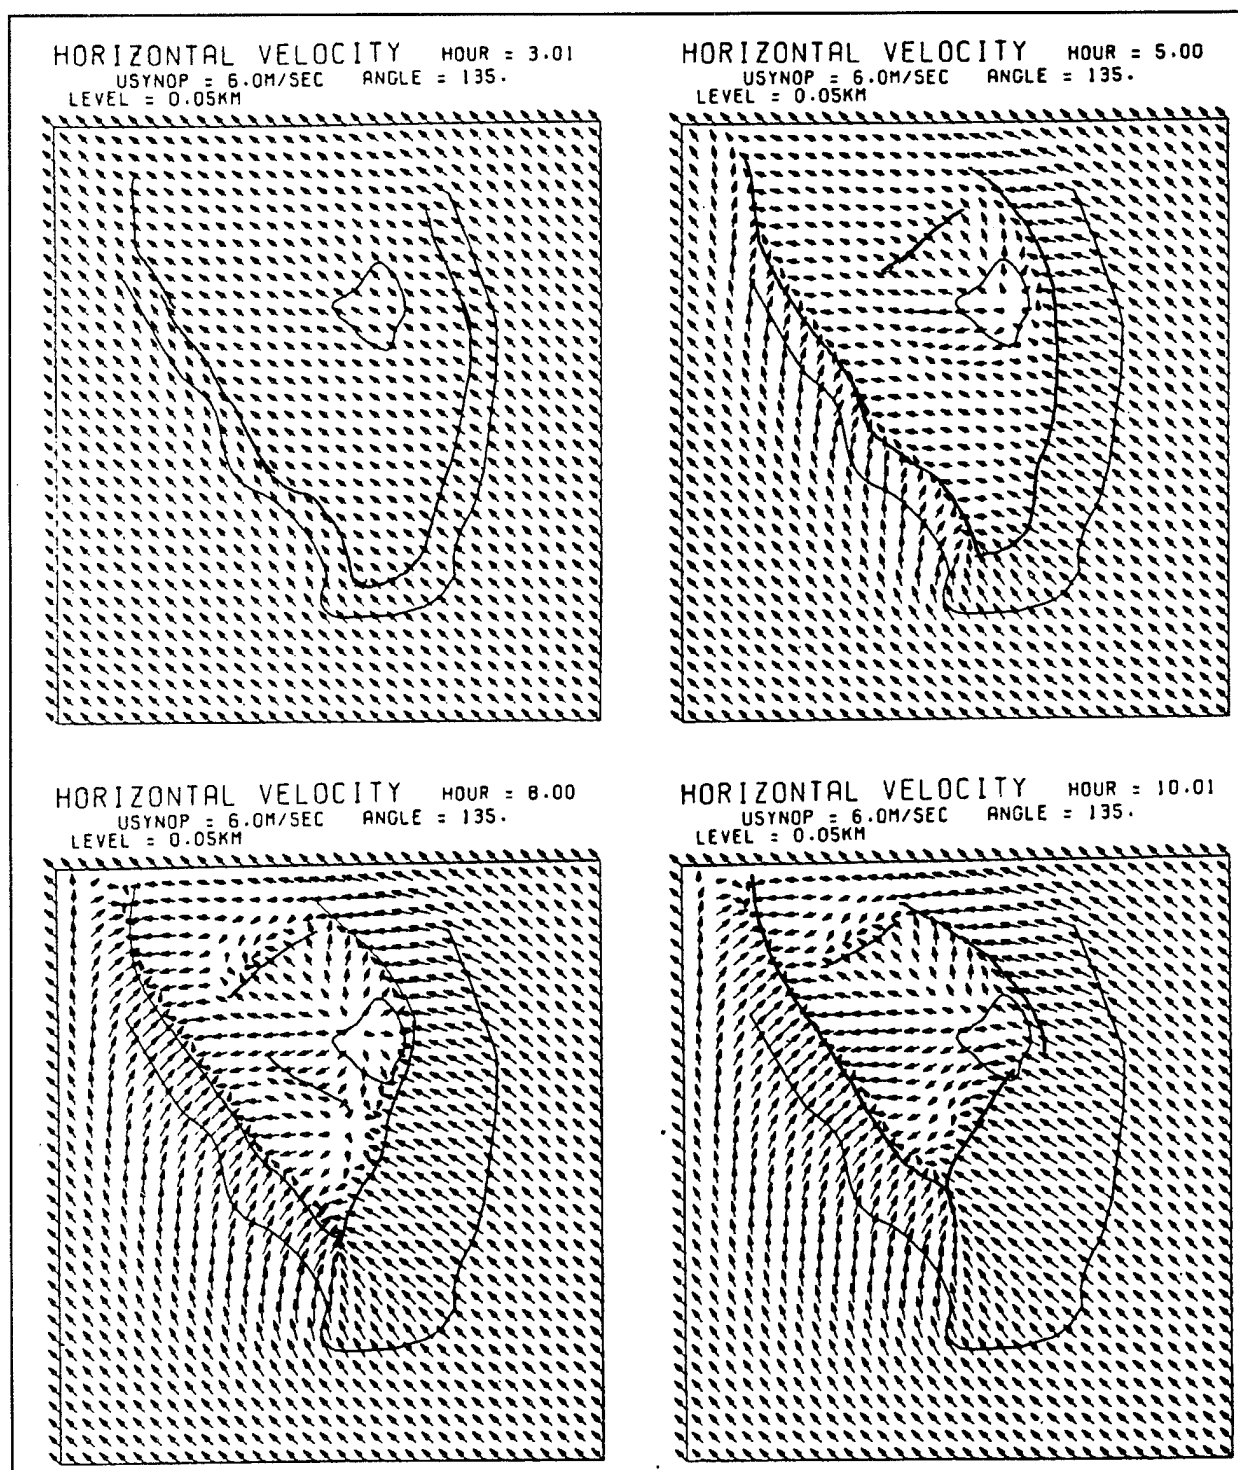 HORIZONTAL VELOCITY HOUR = 3.01
USYNOP = 6.0M/SEC ANGLE = 135.
LEVEL = 0.05KM
HORIZONTAL VELOCITY HOUR = 5.00
USYNOP = 6.0M/SEC ANGLE = 135.
LEVEL = 0.05KM
HORIZONTAL VELOCITY HOUR = 8.00
USYNOP = 6.0M/SEC ANGLE = 135.
LEVEL = 0.05KM
HORIZONTAL VELOCITY HOUR = 10.01
USYNOP = 6.0M/SEC ANGLE = 135.
LEVEL = 0.05KM